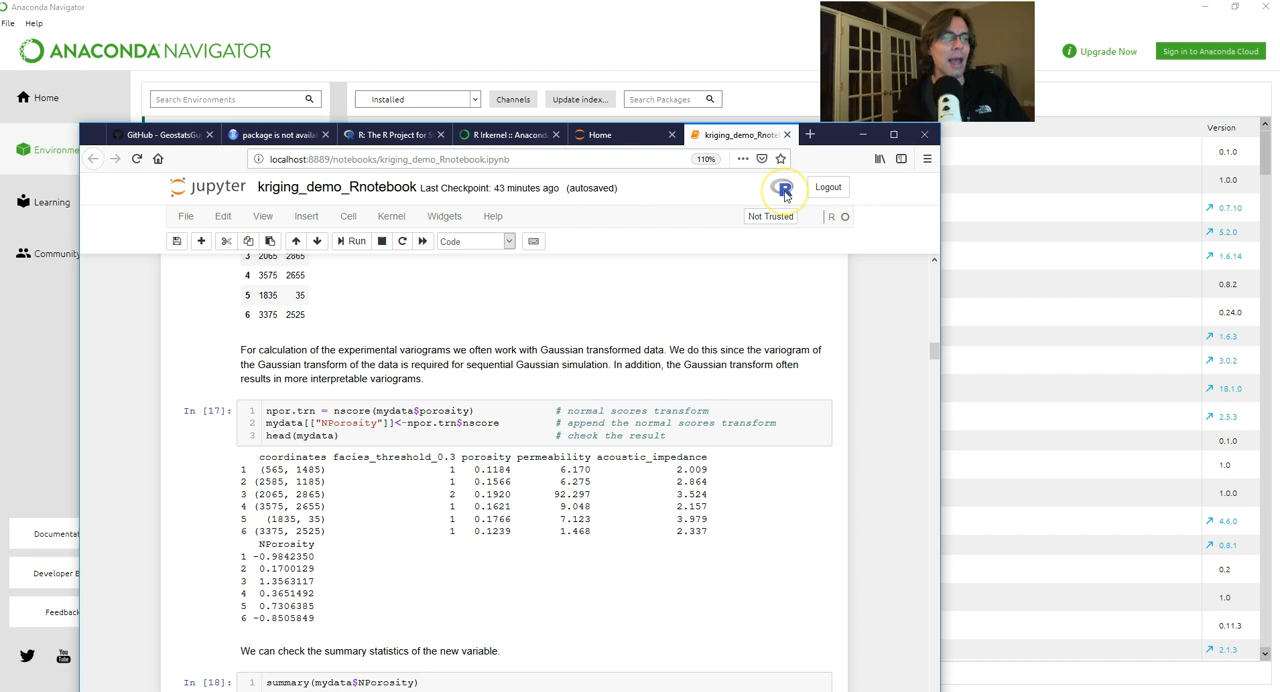 Anaconda Navigator
File Help
ANACONDA NAVIGATOR
Upgrade Now
Sign in to Anaconda Cloud
Home
Search Environments
Installed
Channels
Update index...
Search Packages
Environme
Learning
Community
Documentat
Developer B
Feedback
You
Tube
GitHub - GeostatsGu
package is not availa
R: The R Project for S
R Irkernel :: Anacond
Home
kriging_demo_Rnote
localhost:8889/notebooks/kriging_demo_Rnotebook.ipynb
110%
jupyter kriging_demo_Rnotebook Last Checkpoint: 43 minutes ago (autosaved)
R
Logout
File Edit View Insert Cell Kernel Widgets Help
Not Trusted
R
Run
Code
3 2065 2865
4 3575 2655
5 1835 35
6 3375 2525
For calculation of the experimental variograms we often work with Gaussian transformed data. We do this since the variogram of
the Gaussian transform of the data is required for sequential Gaussian simulation. In addition, the Gaussian transform often
results in more interpretable variograms.
In [17]:
1 npor.trn = nscore(mydata$porosity) # normal scores transform
2 mydata[["NPorosity"]]<-npor.trn$nscore # append the normal scores transform
3 head(mydata) # check the result
coordinates facies_threshold_0.3 porosity permeability acoustic_impedance
1 (565, 1485) 1 0.1184 6.170 2.009
2 (2585, 1185) 1 0.1566 6.275 2.864
3 (2065, 2865) 2 0.1920 92.297 3.524
4 (3575, 2655) 1 0.1621 9.048 2.157
5 (1835, 35) 1 0.1766 7.123 3.979
6 (3375, 2525) 1 0.1239 1.468 2.337
NPorosity
1 -0.9842350
2 0.1700129
3 1.3563117
4 0.3651492
5 0.7306385
6 -0.8505849
We can check the summary statistics of the new variable.
In [18]:
1 summary(mydata$NPorosity)
Version
0.1.0
1.0.0
0.7.10
5.2.0
1.6.14
0.8.2
0.24.0
1.6.3
3.0.2
18.1.0
2.5.3
0.1.0
1.0
1.0.0
4.6.0
0.8.1
0.2
1.0
0.11.3
2.1.3